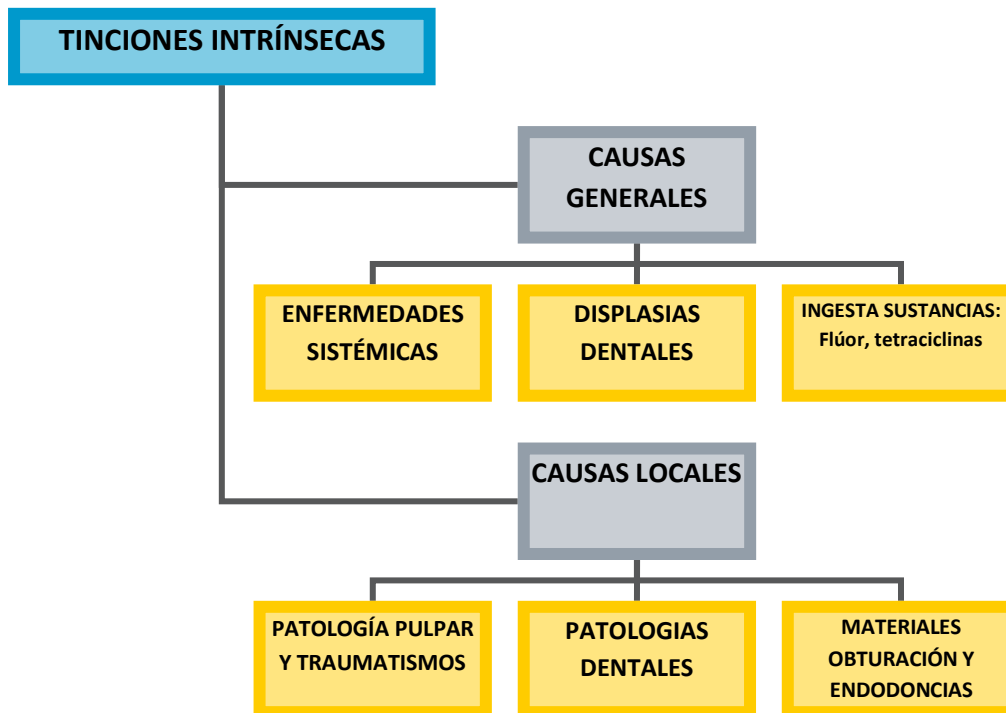 TINCIONES INTRÍNSECAS
CAUSAS
GENERALES
ENFERMEDADES
SISTÉMICAS
DISPLASIAS
DENTALES
INGESTA SUSTANCIAS:
Flúor, tetraciclinas
CAUSAS LOCALES
PATOLOGÍA PULPAR
Y TRAUMATISMOS
PATOLOGIAS
DENTALES
MATERIALES
OBTURACIÓN Y
ENDODONCIAS